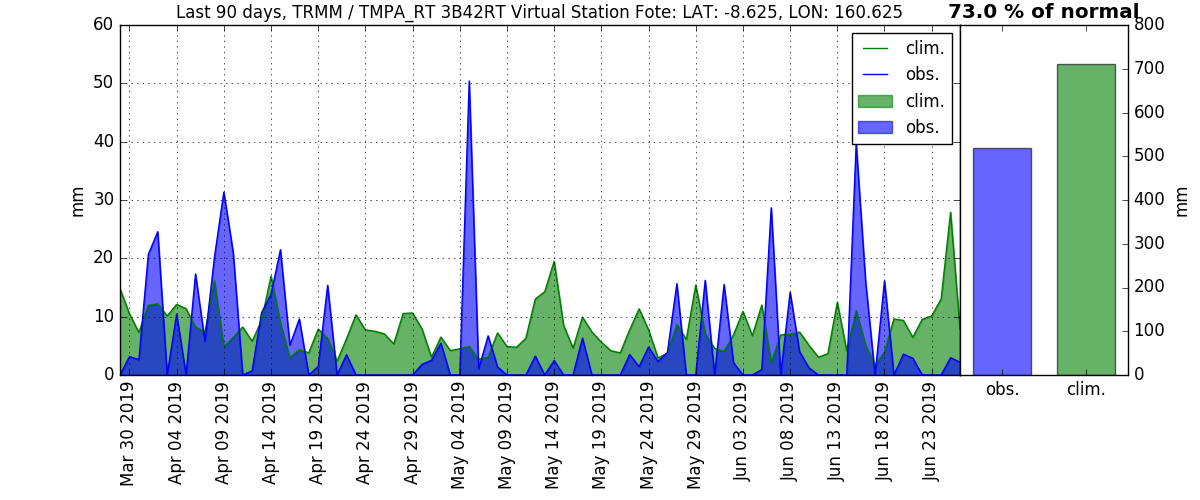 Last 90 days, TRMM / TMPA_RT 3B42RT Virtual Station Fote: LAT: -8.625, LON: 160.625
73.0 % of normal
clim.
obs.
clim.
obs.
mm
60
50
40
30
20
10
0
Mar 30 2019
Apr 04 2019
Apr 09 2019
Apr 14 2019
Apr 19 2019
Apr 24 2019
Apr 29 2019
May 04 2019
May 09 2019
May 14 2019
May 19 2019
May 24 2019
May 29 2019
Jun 03 2019
Jun 08 2019
Jun 13 2019
Jun 18 2019
Jun 23 2019
800
700
600
500
400
300
200
100
0
mm
obs.
clim.